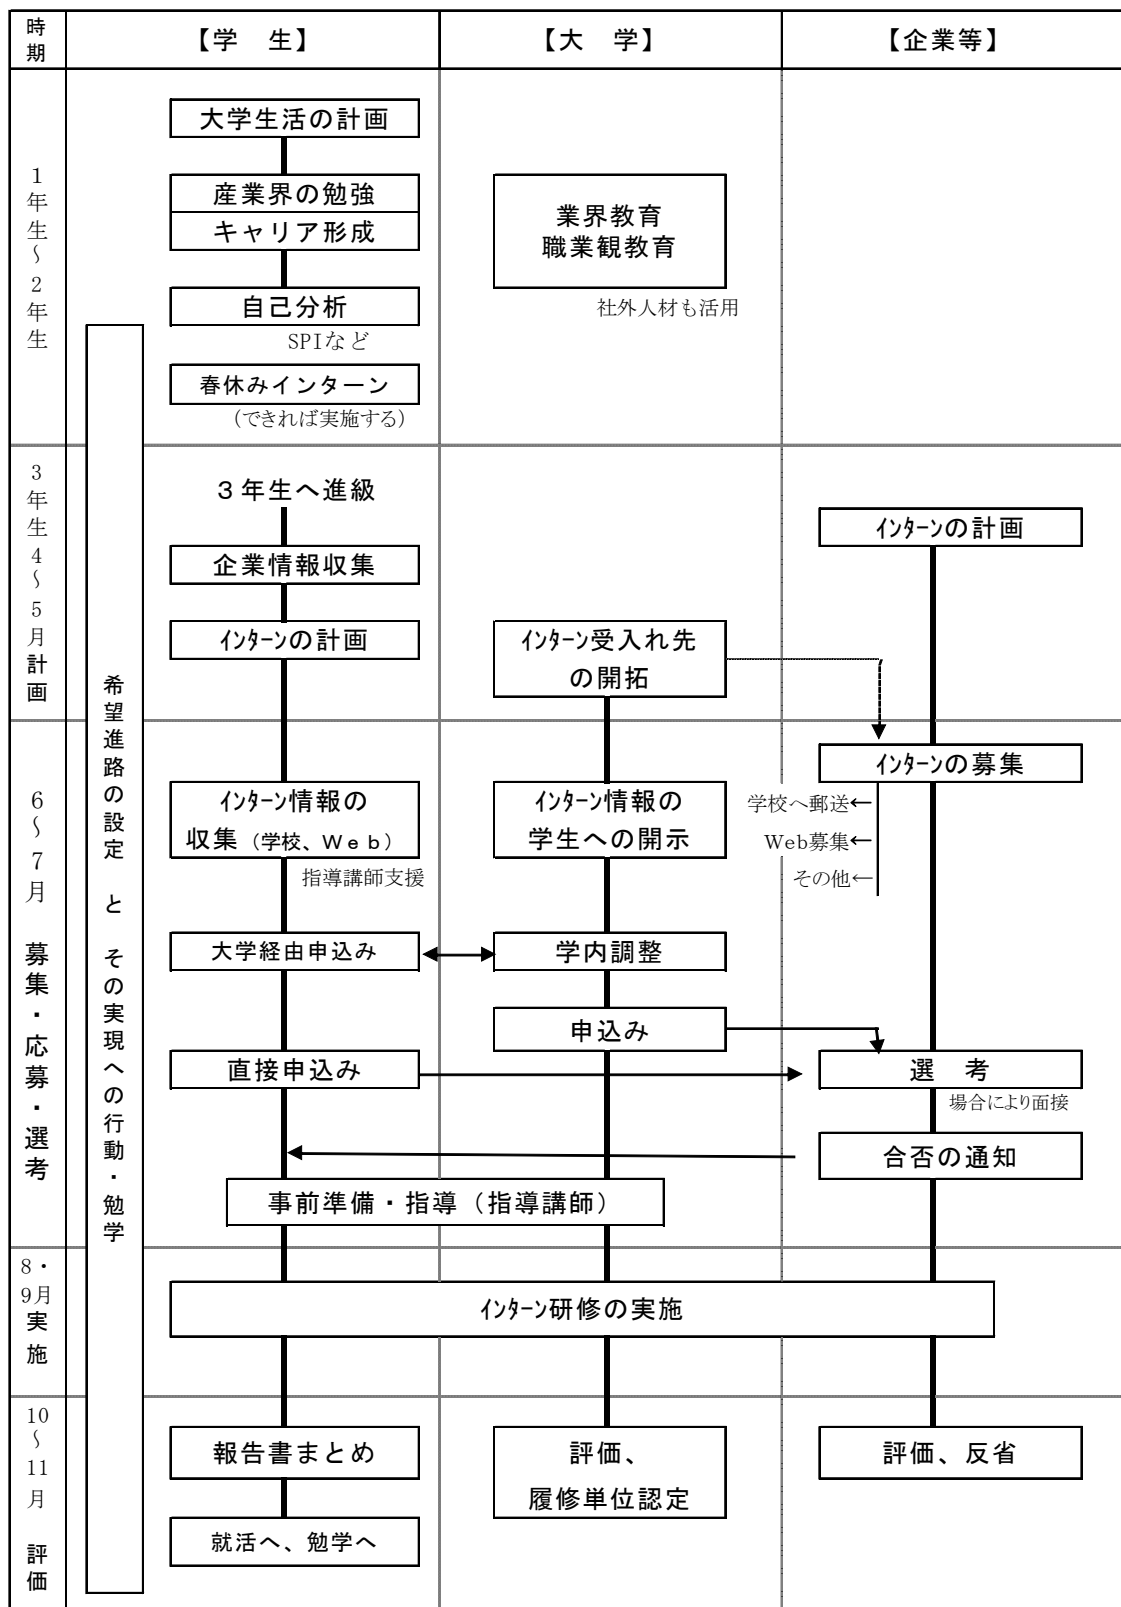 時期
【学　生】
【大　学】
【企業等】
1年生～2年生
大学生活の計画
産業界の勉強
キャリア形成
自己分析
SPIなど
春休みインターン
（できれば実施する）
業界教育
職業観教育
社外人材も活用
希望進路の設定　と　その実現への行動・勉学
3年生4～5月計画
３年生へ進級
企業情報収集
ｲﾝﾀｰﾝの計画
ｲﾝﾀｰﾝ受入れ先
の開拓
ｲﾝﾀｰﾝの計画
6～7月　募集・応募・選考
ｲﾝﾀｰﾝの募集
学校へ郵送←
Web募集←
その他←
ｲﾝﾀｰﾝ情報の
収集（学校、Ｗｅｂ）
指導講師支援
ｲﾝﾀｰﾝ情報の
学生への開示
大学経由申込み
学内調整
申込み
直接申込み
選　考
場合により面接
合否の通知
事前準備・指導（指導講師）
8・
9月
実
施
ｲﾝﾀｰﾝ研修の実施
10
～
11
月
評
価
報告書まとめ
就活へ、勉学へ
評価、
履修単位認定
評価、反省